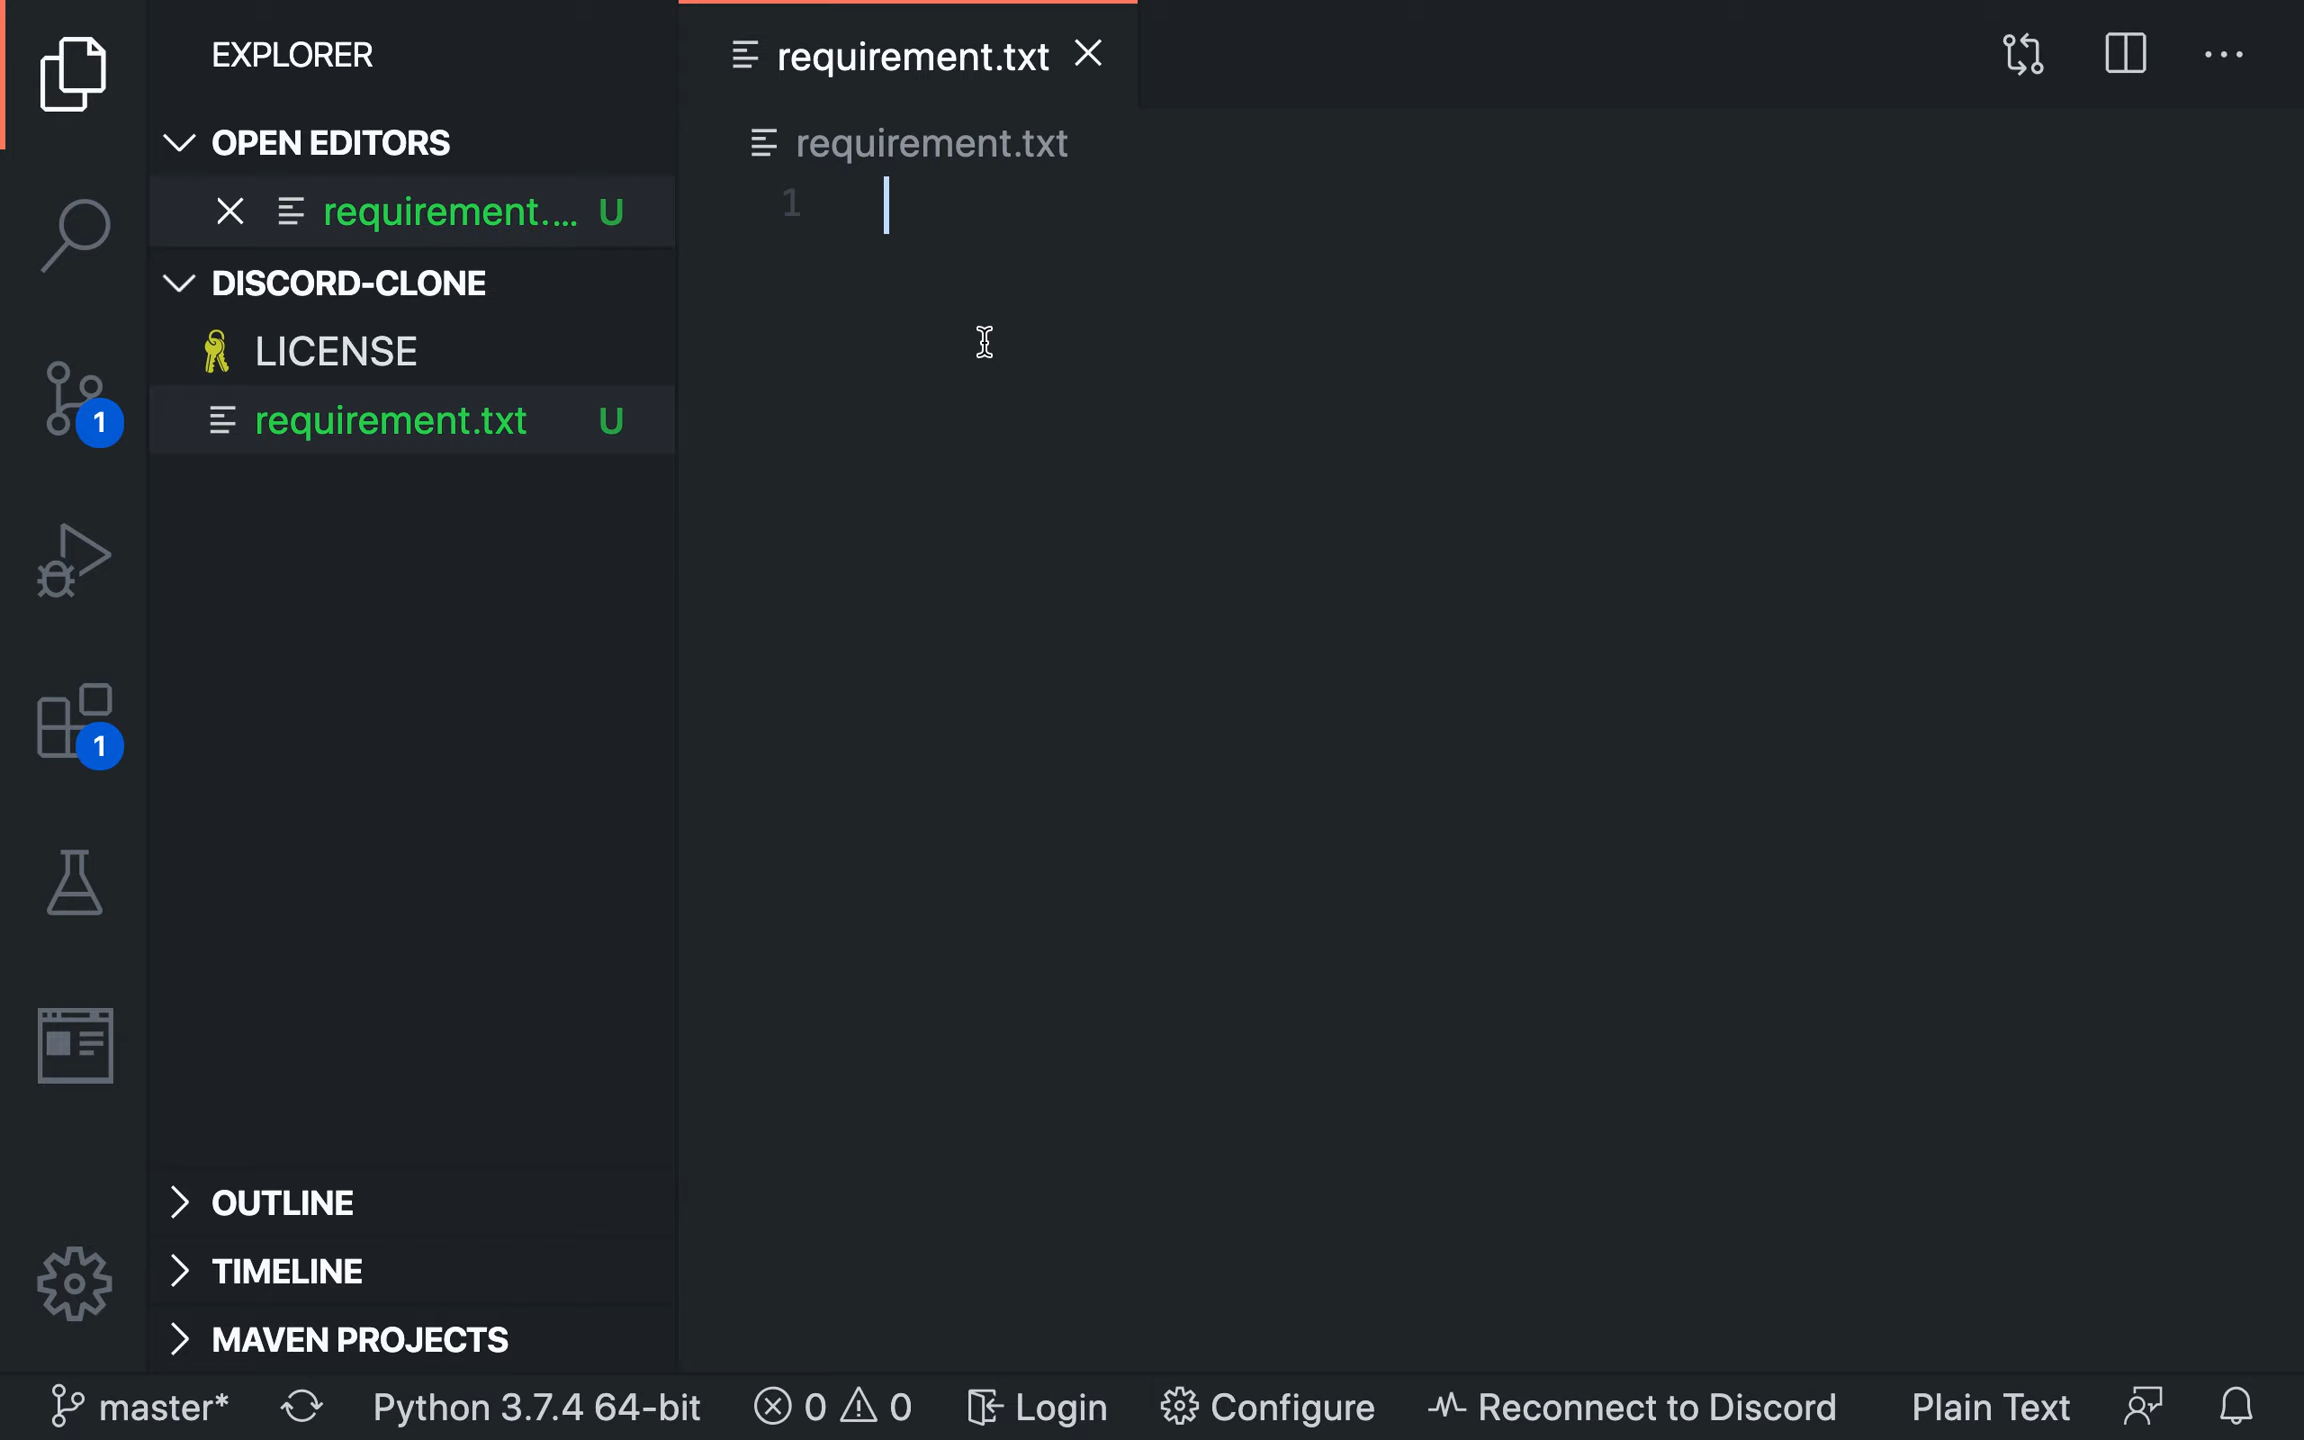 EXPLORER
requirement.txt
OPEN EDITORS
requirement.... U
DISCORD-CLONE
LICENSE
requirement.txt U
OUTLINE
TIMELINE
MAVEN PROJECTS
requirement.txt
1
1
1
master*
Python 3.7.4 64-bit
0
0
Login
Configure
Reconnect to Discord
Plain Text